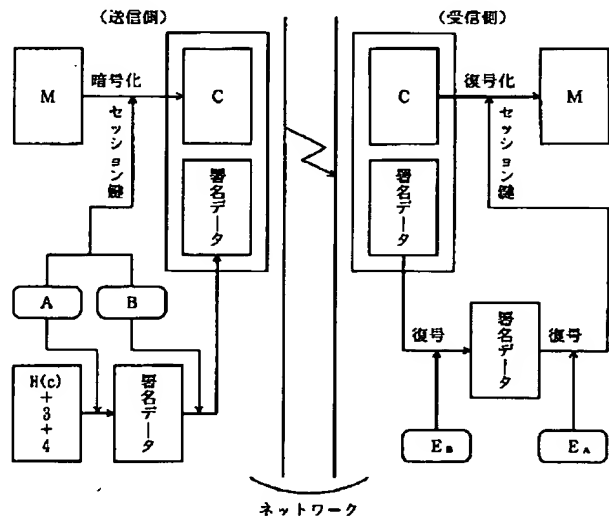 （送信側）
（受信側）
M
暗号化
セッション鍵
C
署名データ
A
B
H(c)
+
3
+
4
署名データ
C
復号化
セッション鍵
M
署名データ
復号
署名データ
復号
EB
EA
ネットワーク